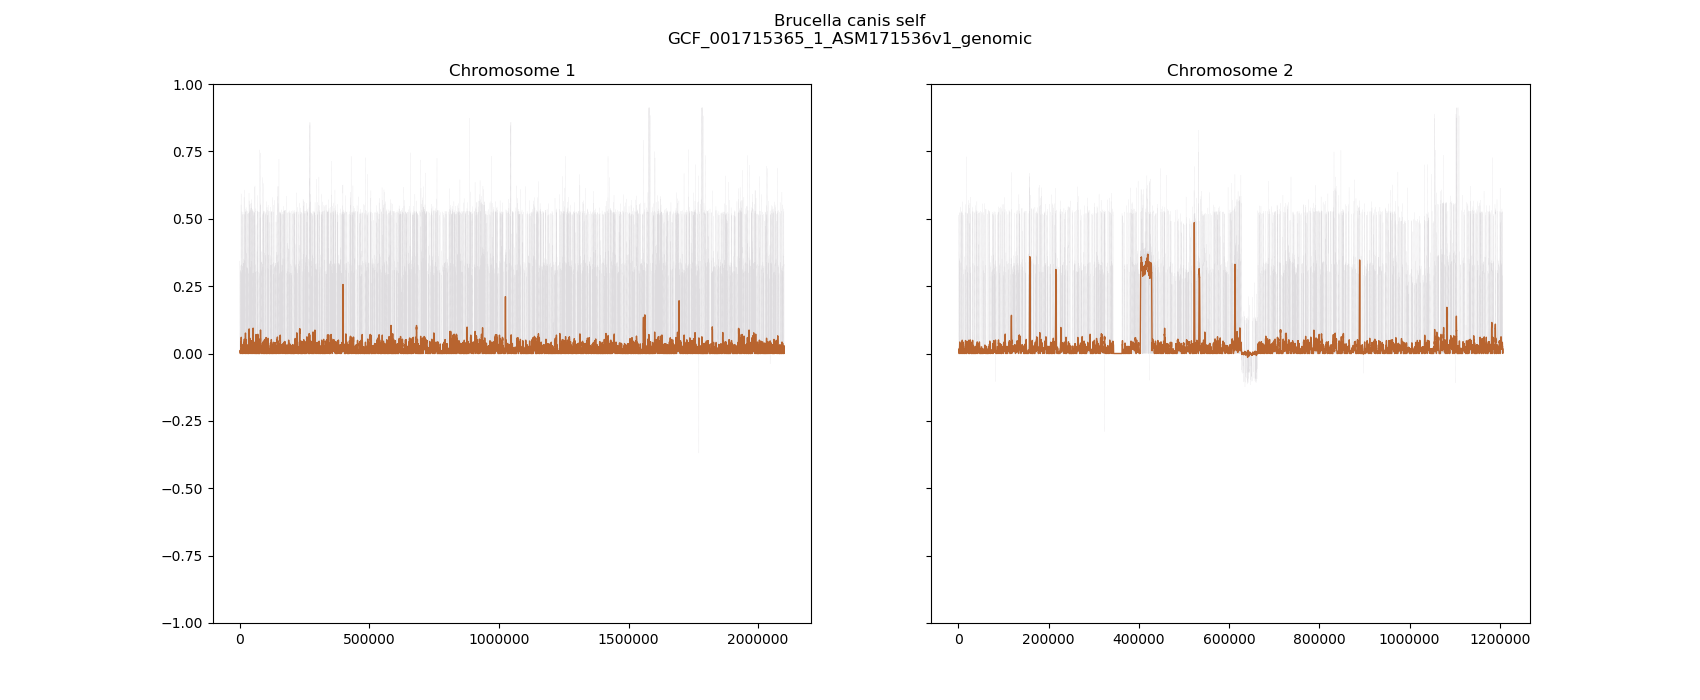 Brucella canis self
GCF_001715365_1_ASM171536v1_genomic
Chromosome 1
Chromosome 2
1.00
0.75
0.50
0.25
0.00
−0.25
−0.50
−0.75
−1.00
0 500000 1000000 1500000 2000000
0 200000 400000 600000 800000 1000000 1200000